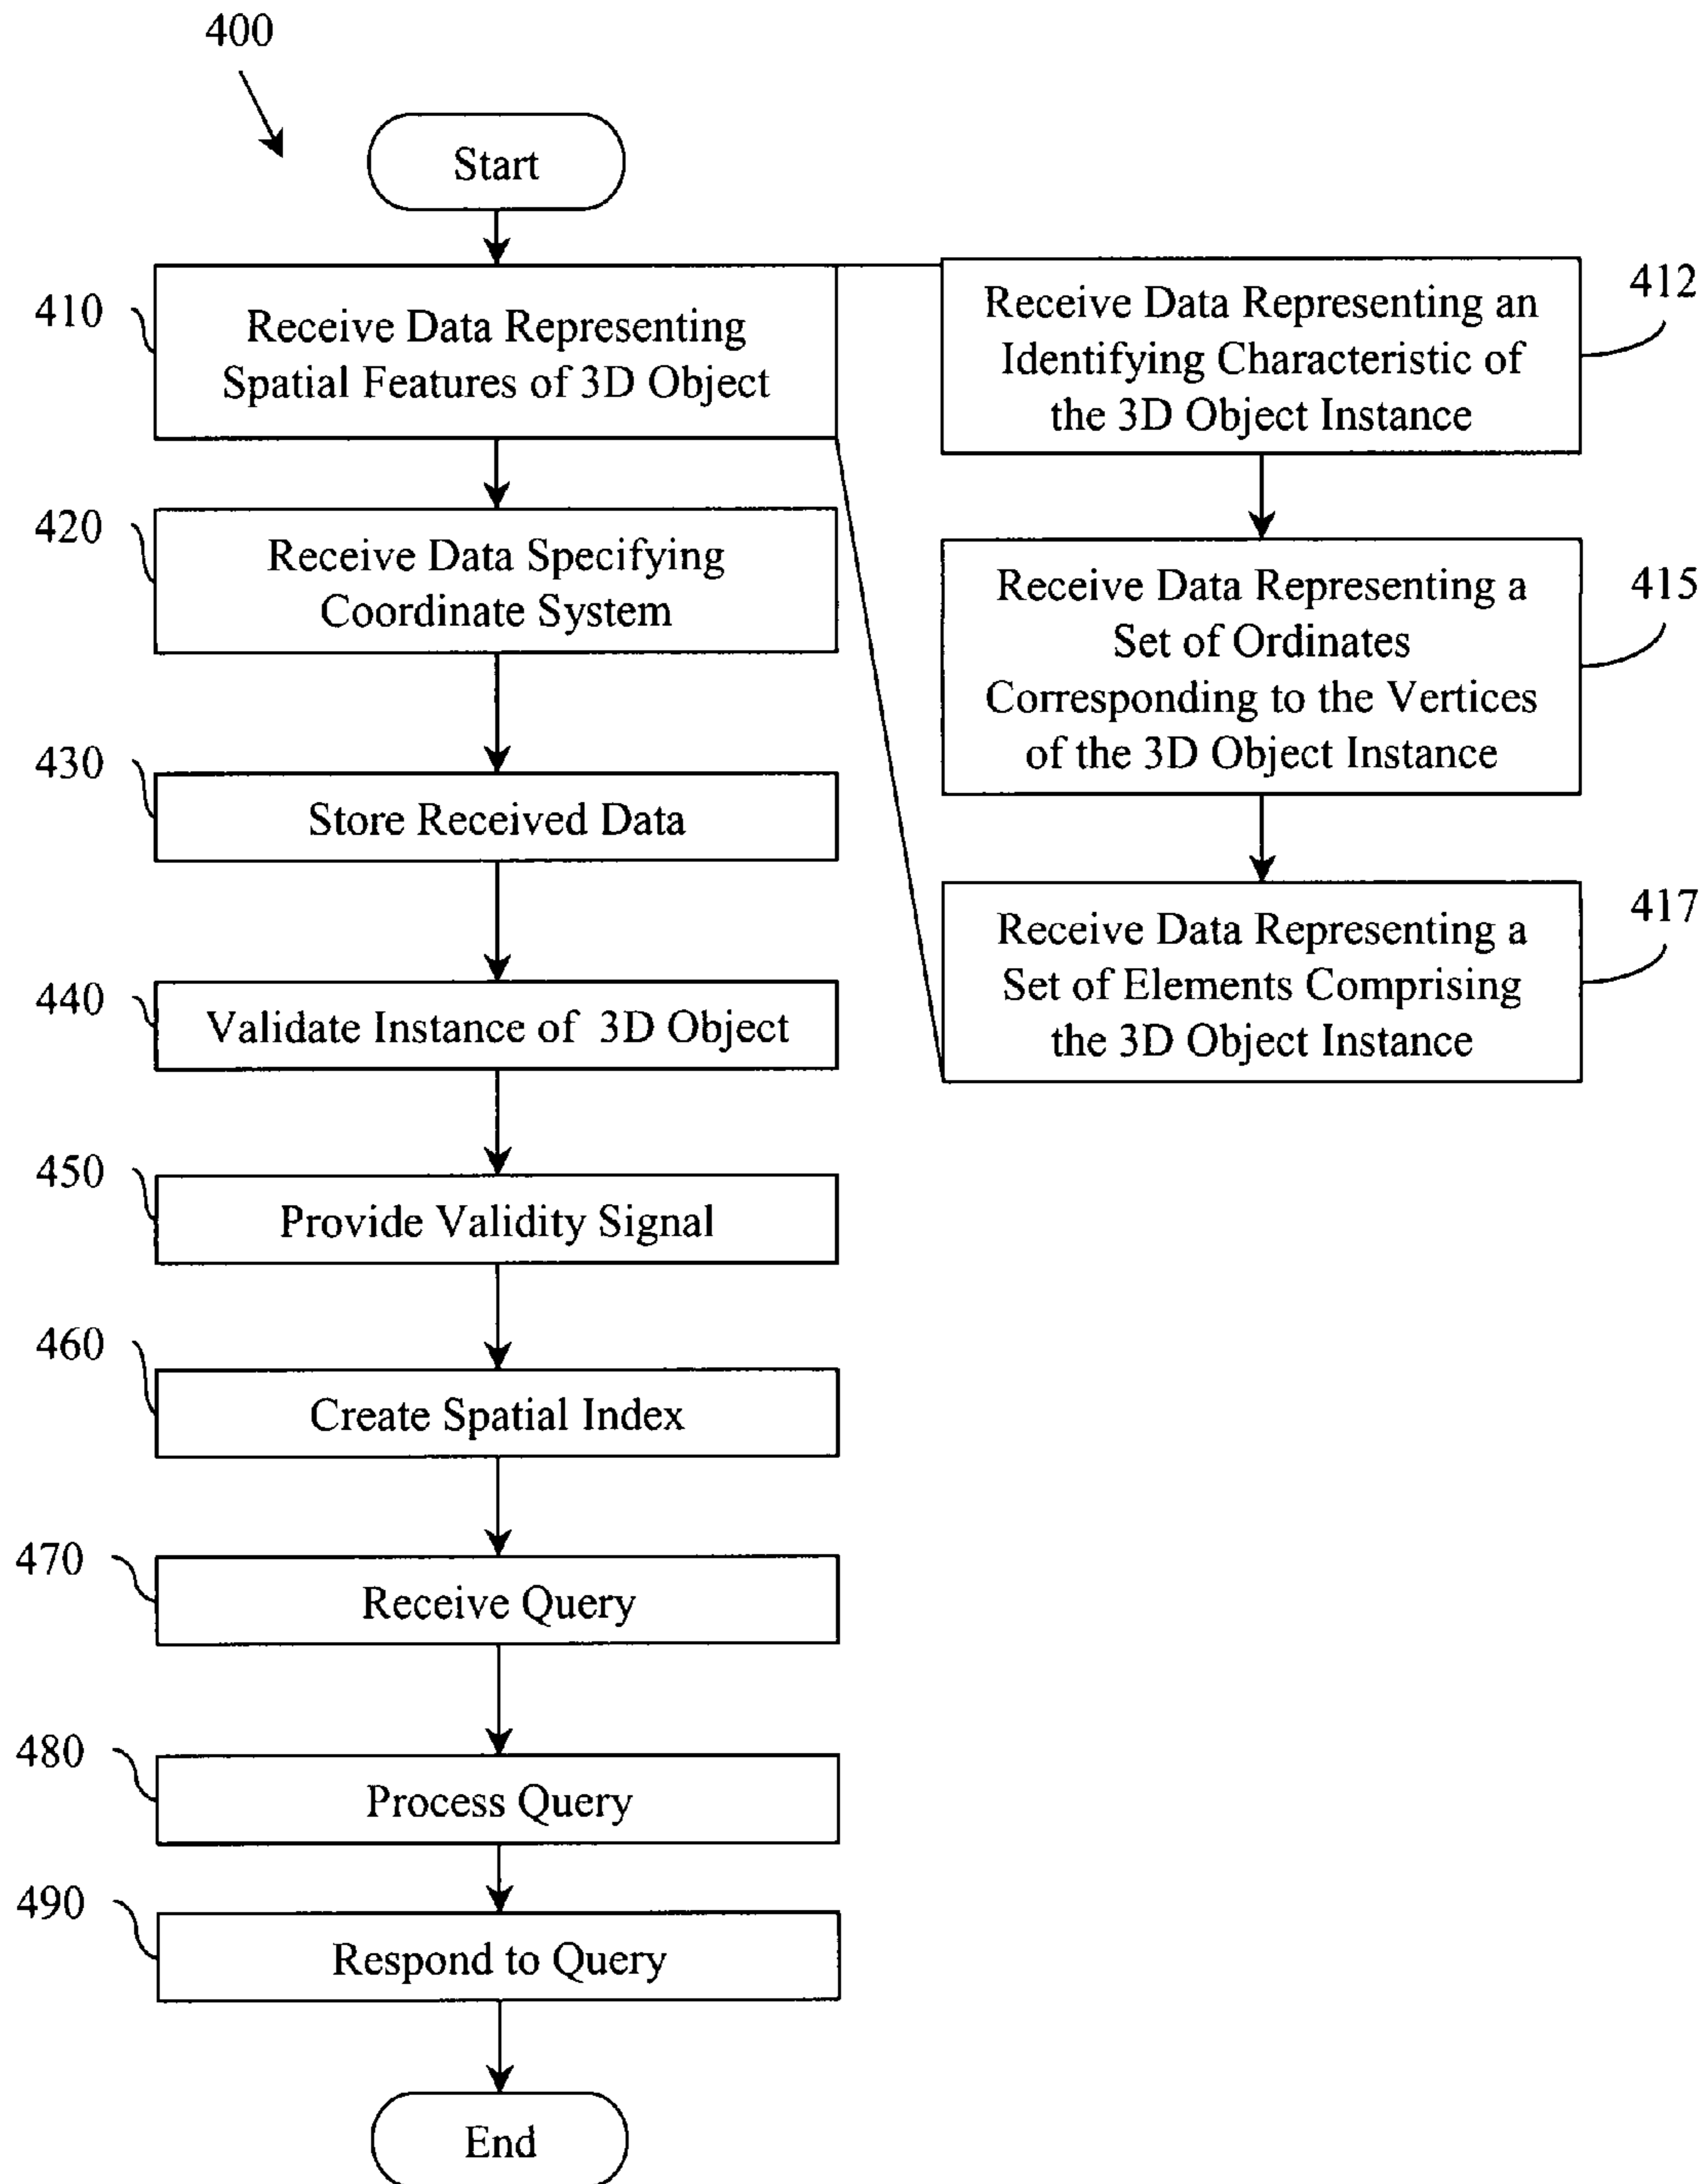 400
Start
410
Receive Data Representing
Spatial Features of 3D Object
412
Receive Data Representing an
Identifying Characteristic of
the 3D Object Instance
420
Receive Data Specifying
Coordinate System
415
Receive Data Representing a
Set of Ordinates
Corresponding to the Vertices
of the 3D Object Instance
430
Store Received Data
417
Receive Data Representing a
Set of Elements Comprising
the 3D Object Instance
440
Validate Instance of 3D Object
450
Provide Validity Signal
460
Create Spatial Index
470
Receive Query
480
Process Query
490
Respond to Query
End